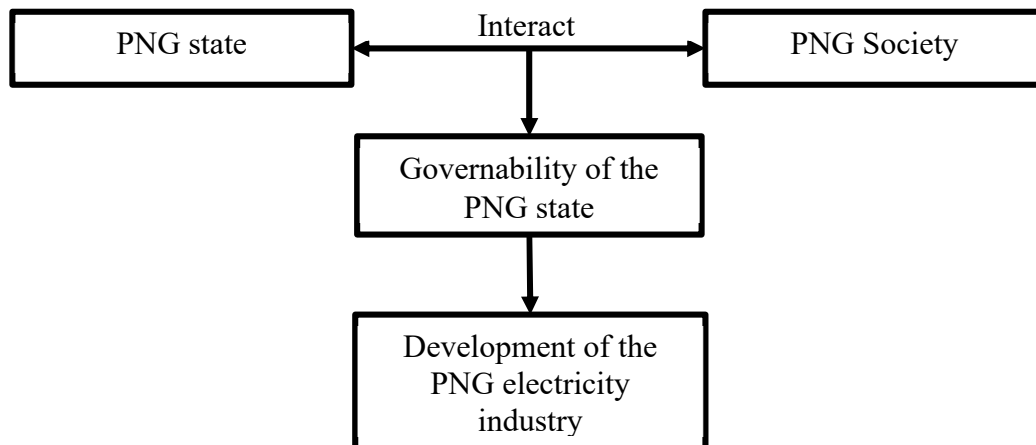 PNG state
Interact
PNG Society
Governability of the
PNG state
Development of the
PNG electricity
industry